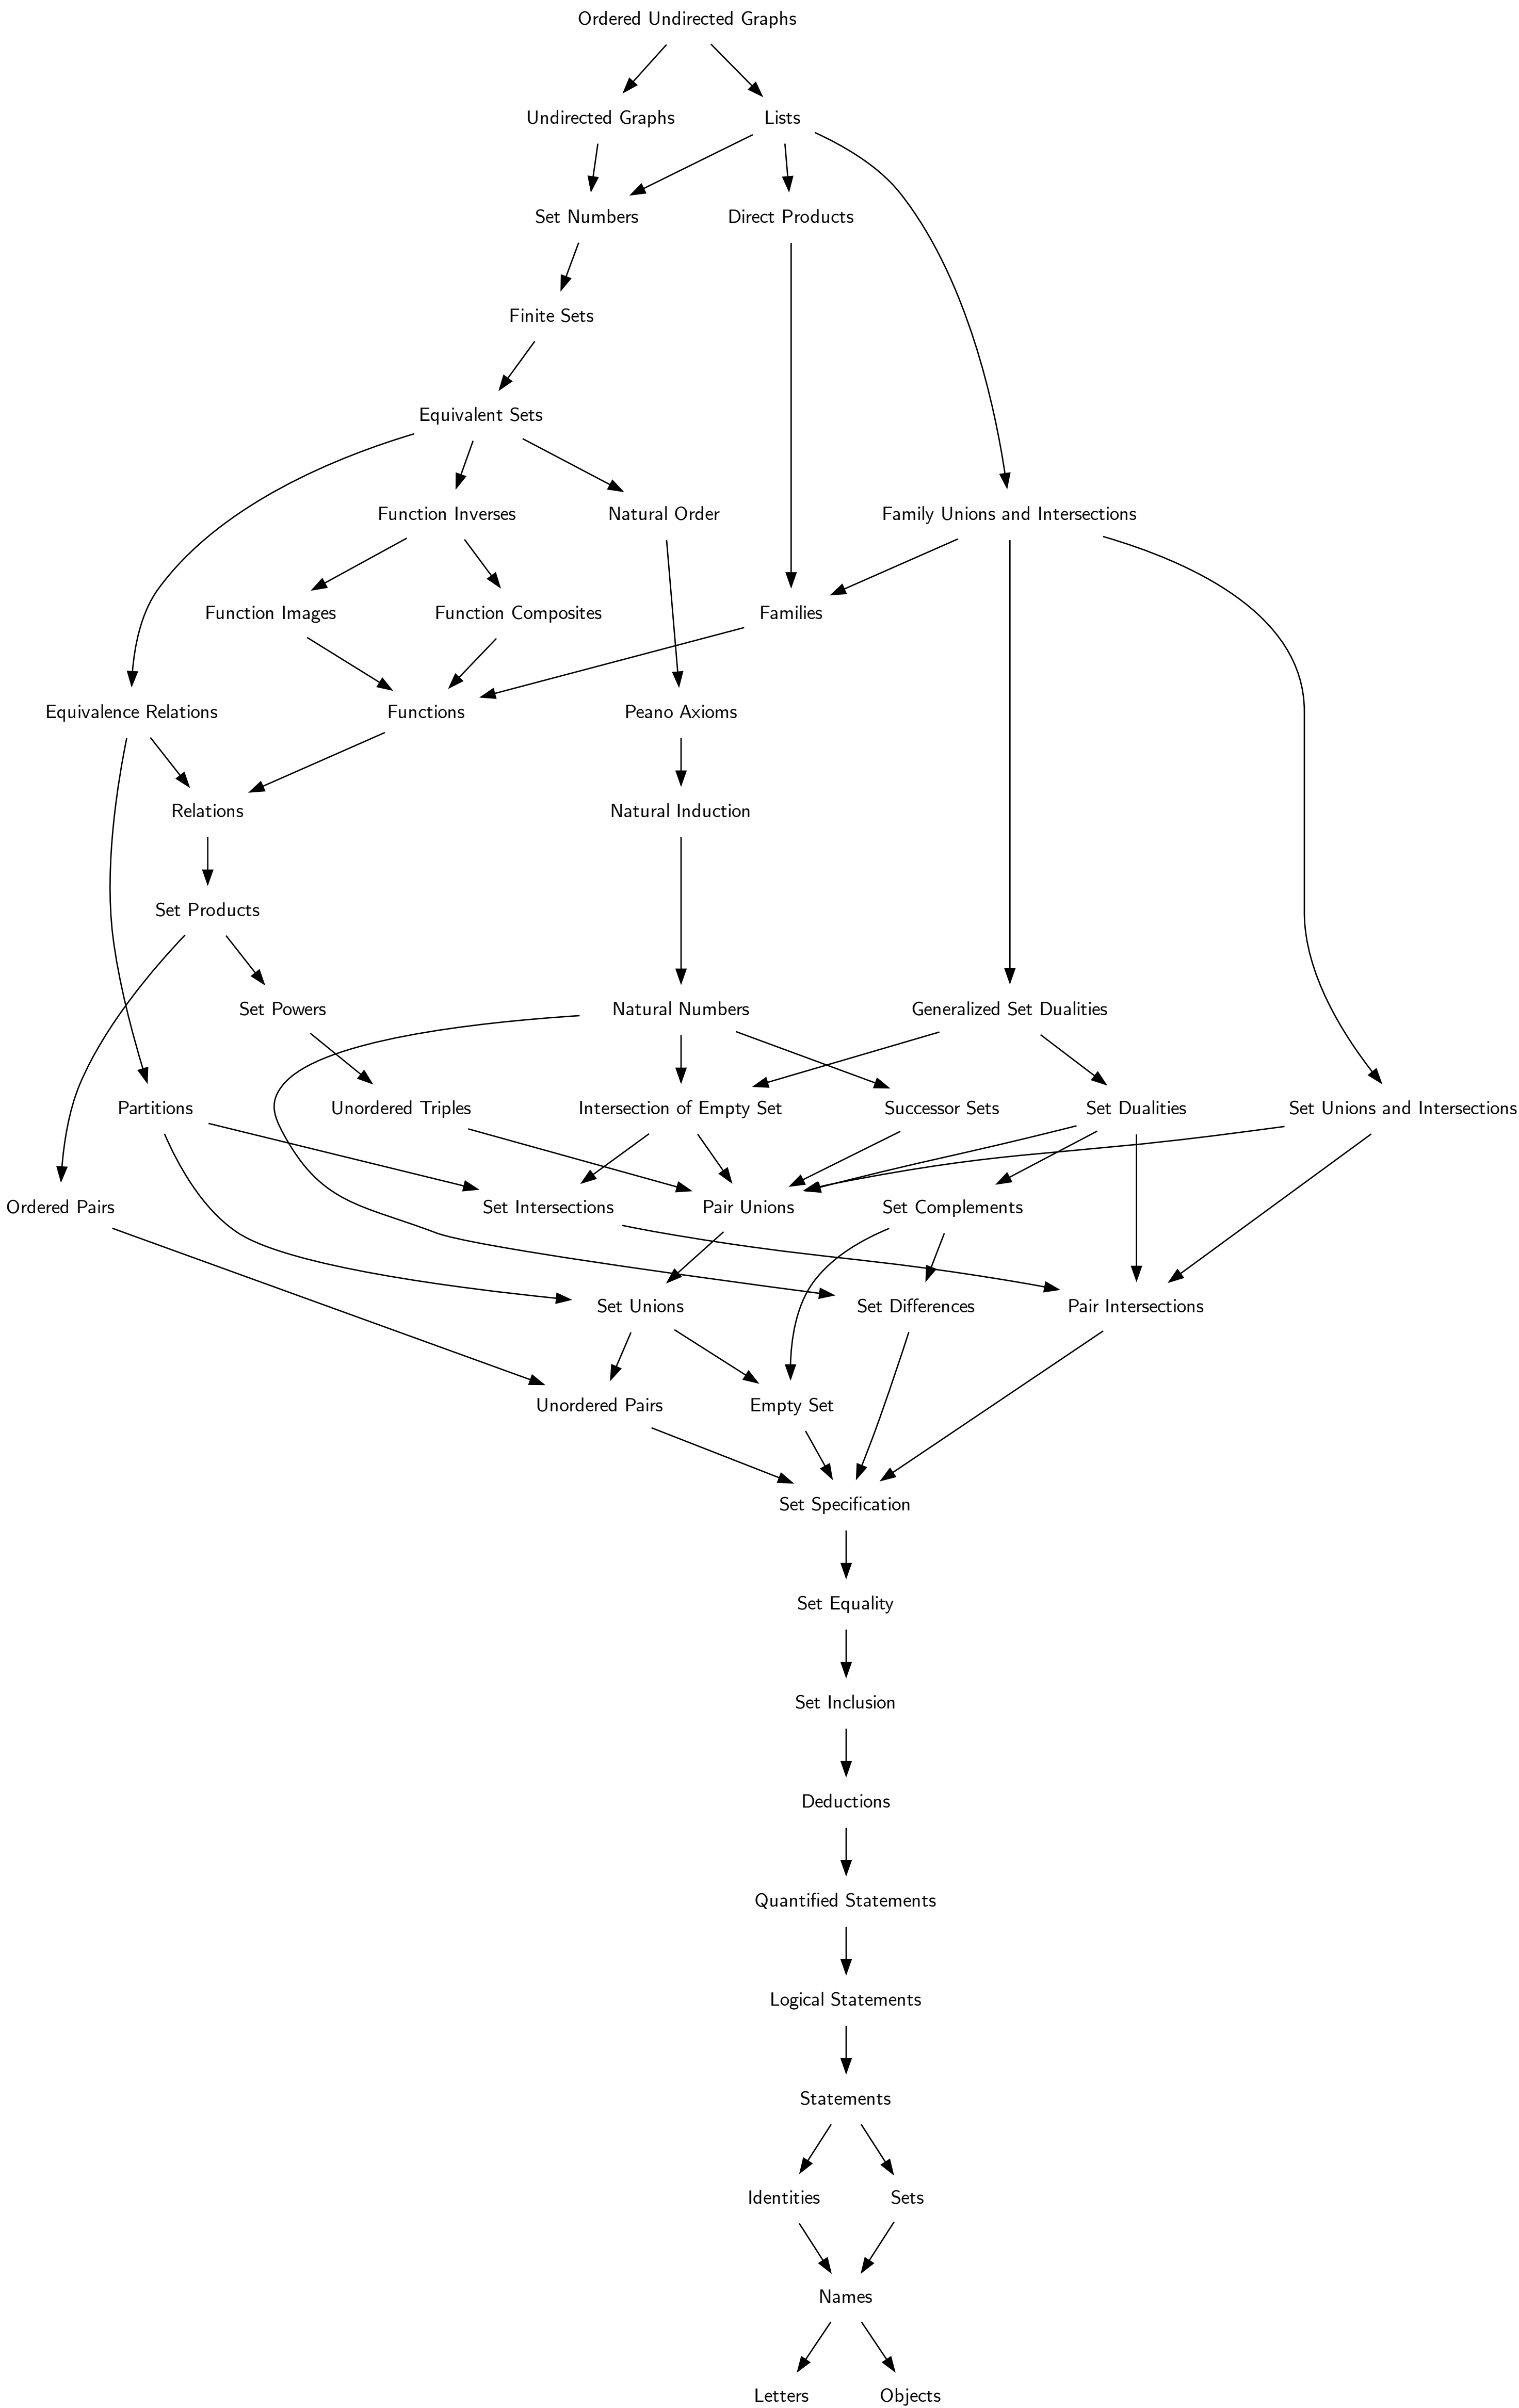 Ordered Undirected Graphs
Undirected Graphs
Lists
Set Numbers
Direct Products
Finite Sets
Equivalent Sets
Function Inverses
Natural Order
Family Unions and Intersections
Function Images
Function Composites
Families
Equivalence Relations
Functions
Peano Axioms
Relations
Natural Induction
Set Products
Set Powers
Natural Numbers
Generalized Set Dualities
Partitions
Unordered Triples
Intersection of Empty Set
Successor Sets
Set Dualities
Set Unions and Intersections
Ordered Pairs
Set Intersections
Pair Unions
Set Complements
Set Unions
Set Differences
Pair Intersections
Unordered Pairs
Empty Set
Set Specification
Set Equality
Set Inclusion
Deductions
Quantified Statements
Logical Statements
Statements
Identities
Sets
Names
Letters
Objects